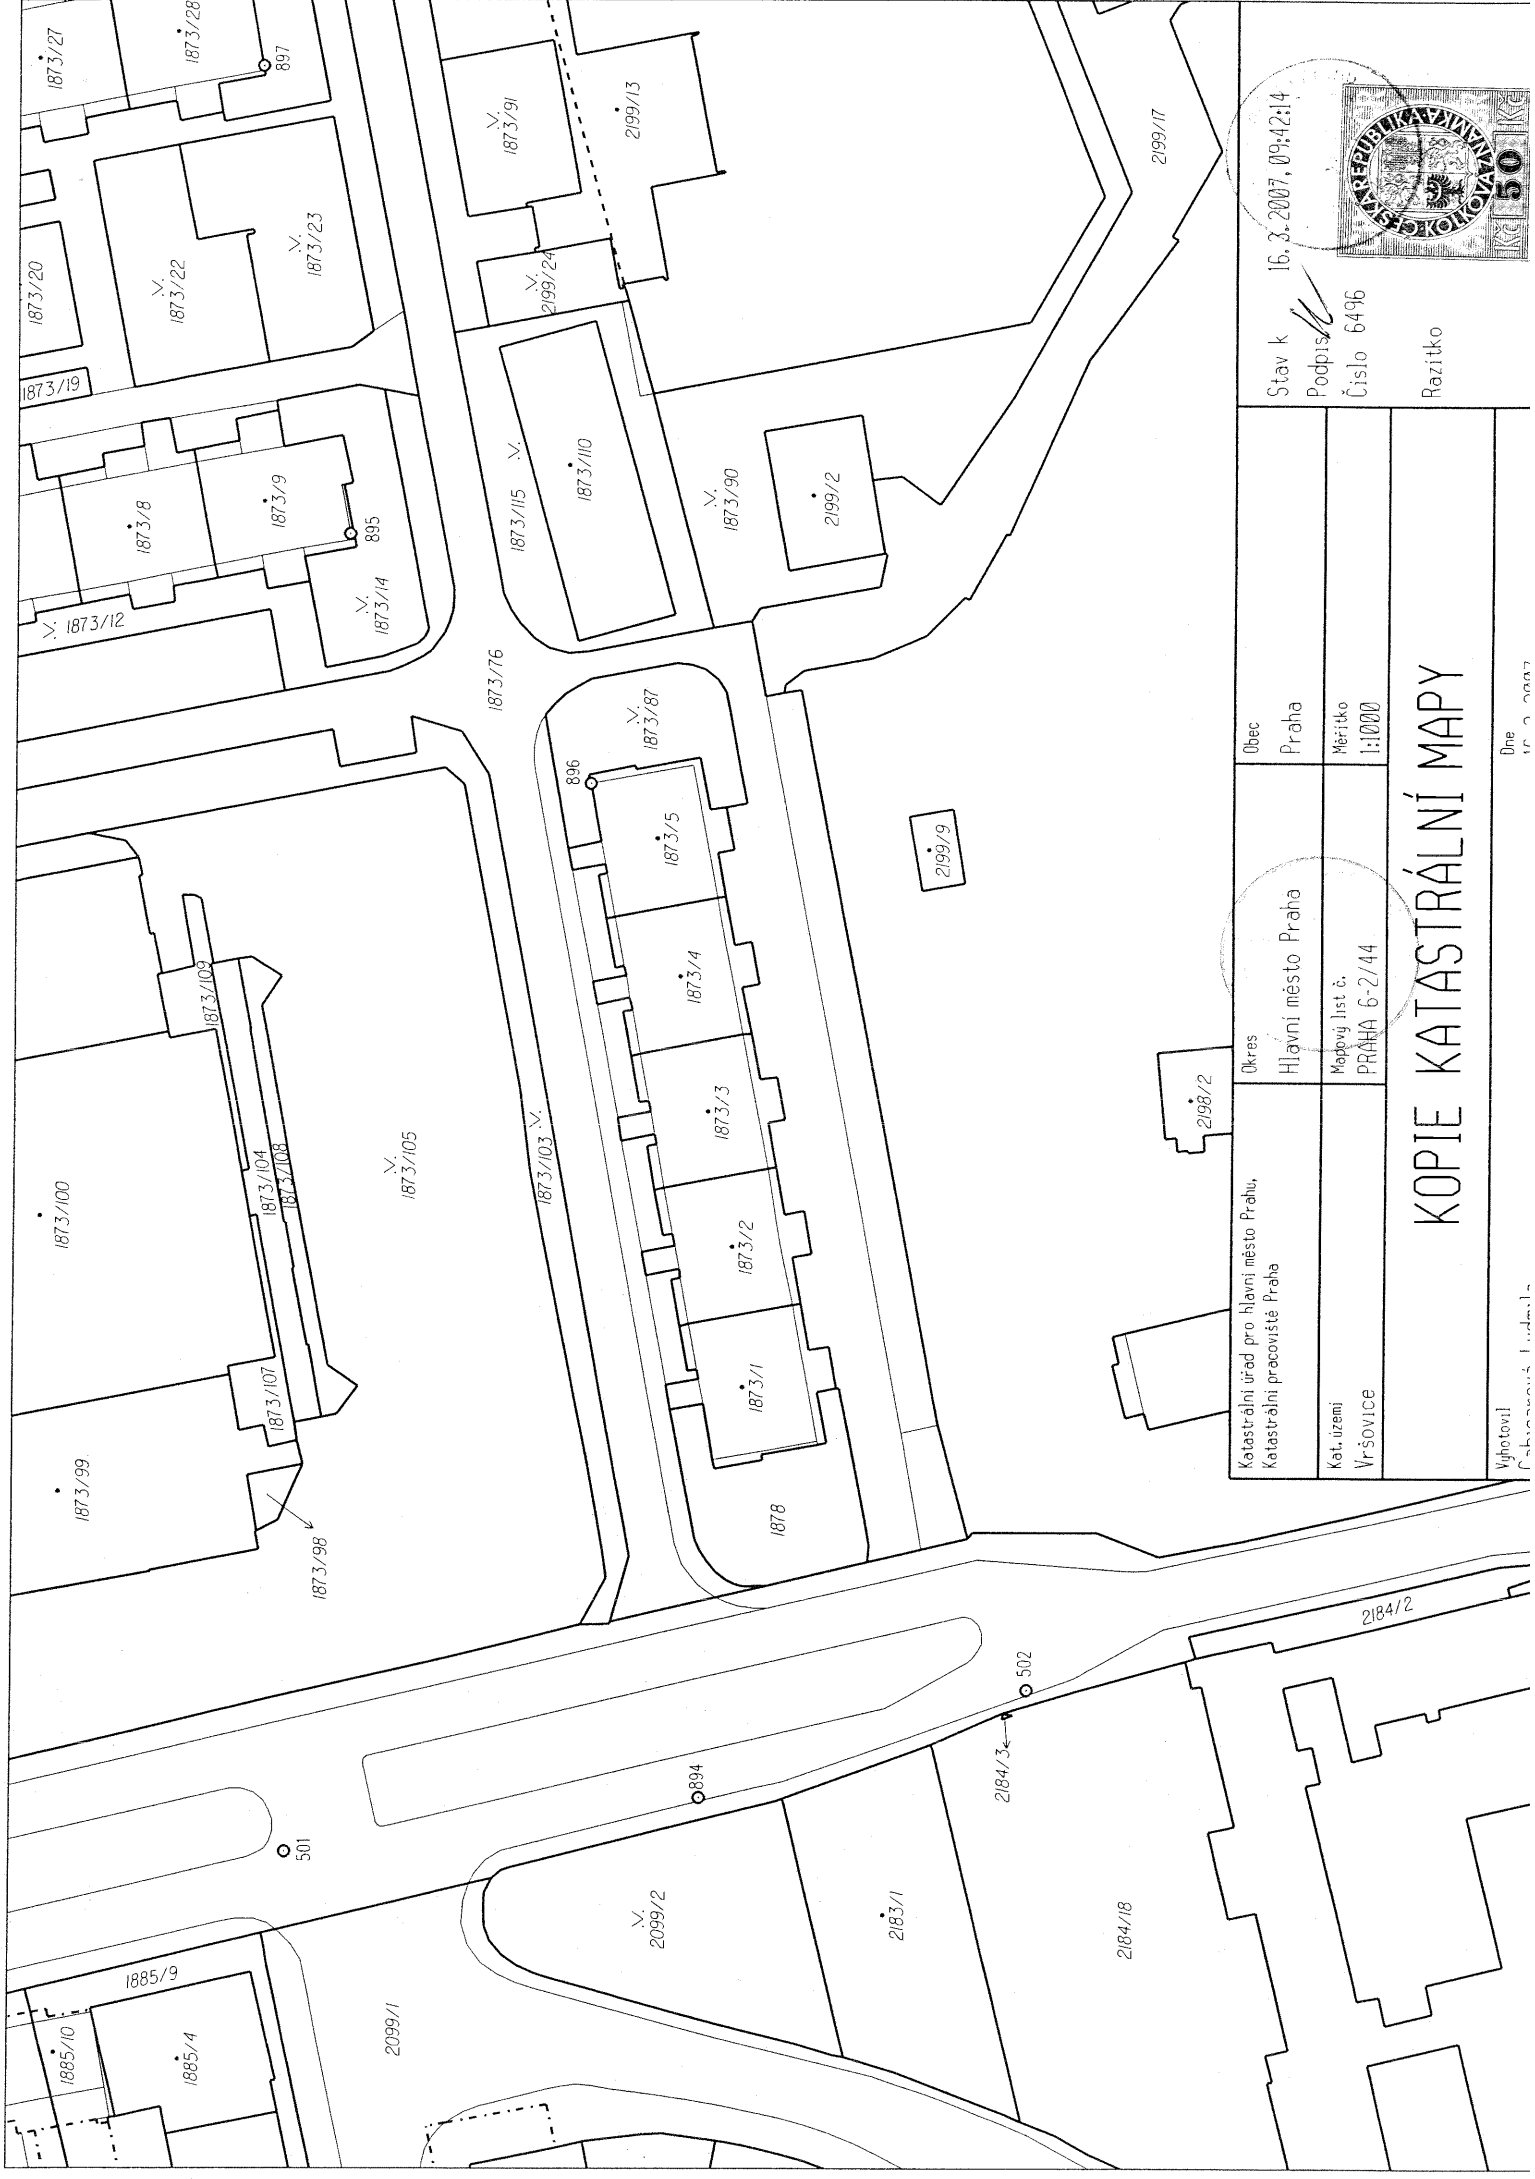 1873/27
1873/28
897
1873/20
1873/22
1873/23
1873/91
2199/13
2199/17
2199/24
1873/19
1873/8
1873/9
895
1873/12
1873/14
1873/115
1873/110
1873/90
2199/2
1873/76
1873/87
896
1873/5
2199/9
1873/4
1873/3
1873/2
1873/1
1878
1873/109
1873/100
1873/104
1873/108
1873/105
1873/103
2198/2
1873/107
1873/99
1873/98
2184/2
502
2184/3
894
501
2099/2
2183/1
2184/18
1885/9
1885/10
1885/4
2099/1
Katastrální úřad pro hlavní město Prahu,
Katastrální pracoviště Praha
Okres
Hlavní město Praha
Obec
Praha
Kat. území
Vršovice
Mapový list č.
PRAHA 6-2/44
Měřítko
1:1000
KOPIE KATASTRÁLNÍ MAPY
Stav k 16.3.2007, 09:42:14
Podpis
Číslo 6496
Razítko
ČESKÁ REPUBLIKA
KOLKOVÁ ZNÁMKA
Kč 50 Kč
Vyhotovil
Dne